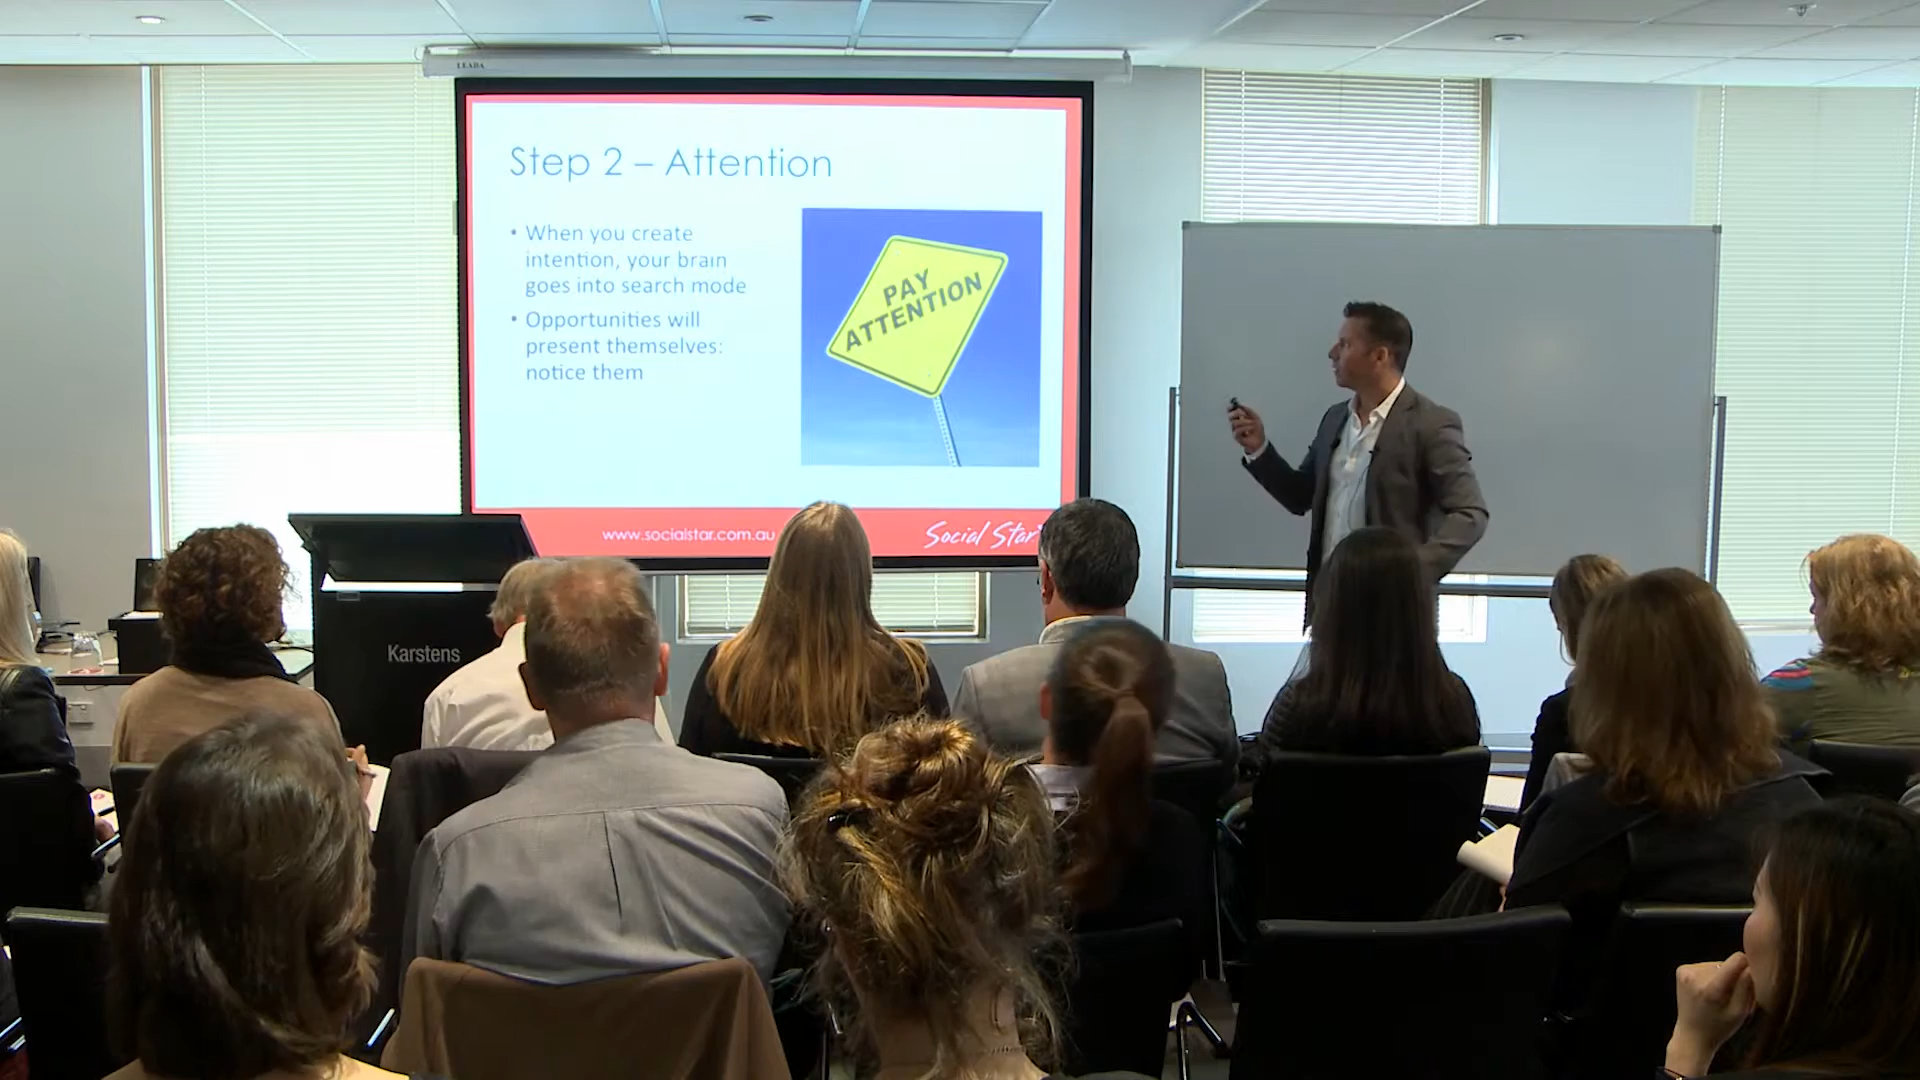 LEADA
Step 2 – Attention
• When you create
intention, your brain
goes into search mode
• Opportunities will
present themselves:
notice them
PAY
ATTENTION
www.socialstar.com.au
Social Star
Karstens